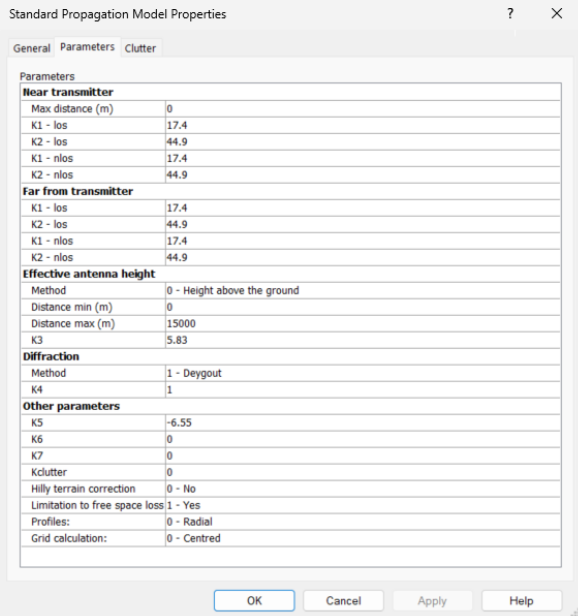 Standard Propagation Model Properties ? ×
General Parameters Clutter
Parameters
Near transmitter
Max distance (m) 0
K1 - los 17.4
K2 - los 44.9
K1 - nlos 17.4
K2 - nlos 44.9
Far from transmitter
K1 - los 17.4
K2 - los 44.9
K1 - nlos 17.4
K2 - nlos 44.9
Effective antenna height
Method 0 - Height above the ground
Distance min (m) 0
Distance max (m) 15000
K3 5.83
Diffraction
Method 1 - Deygout
K4 1
Other parameters
K5 -6.55
K6 0
K7 0
Kclutter 0
Hilly terrain correction 0 - No
Limitation to free space loss 1 - Yes
Profiles: 0 - Radial
Grid calculation: 0 - Centred
OK Cancel Apply Help